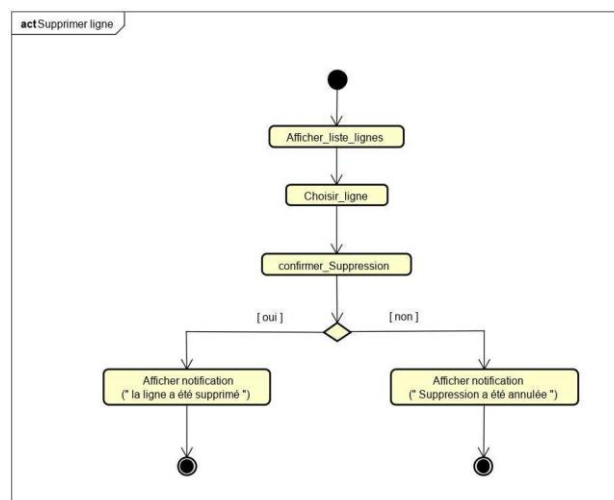 act Supprimer ligne
Afficher_liste_lignes
Choisir_ligne
confirmer_Suppression
[ oui ]
[ non ]
Afficher notification
(" la ligne a été supprimé ")
Afficher notification
(" Suppression a été annulée ")